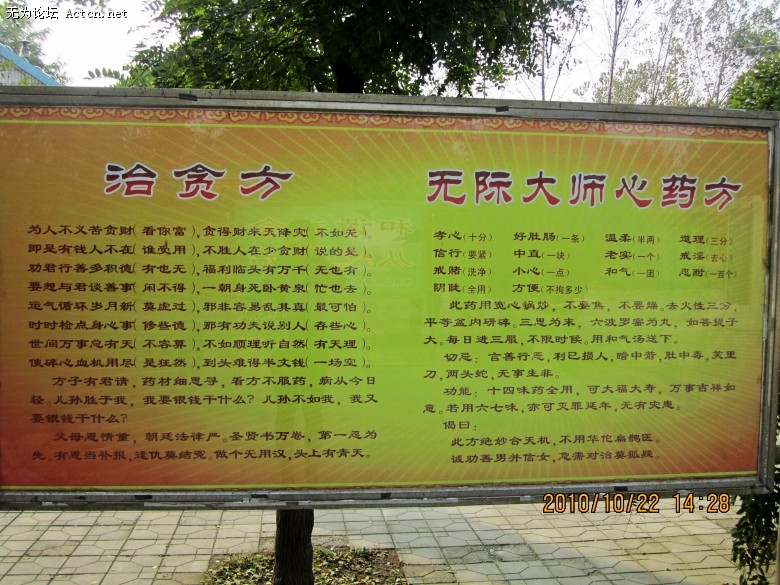 无为论坛 Actcn.net
治贪方
为人不义苦贪财(看你富),贪得财来天降灾(不如无)。
即是有钱人不在(谁受用),不胜人在少贪财(说的是)。
劝君行善多积德(有也无),福利临头有万千(无也有)。
要想与君谈善事(闲不得),一朝身死卧黄泉(忙也去)。
运气循环岁月新(莫虚过),邪非容易乱其真(最可怕)。
时时检点身心事(修些德),那有功夫说别人(存些心)。
世间万事总有天(不容算),不如顺理听自然(有天理)。
使碎心血机用尽(是狂然),到头难得半文钱(一场空)。
方子有君请,药材细思寻,看方不服药,病从今日
轻。儿孙胜于我,我要银钱干什么?儿孙不如我,我又
要银钱干什么?
父母恩情重,朝廷法律严。圣贤书万卷,第一忍为
先。有恩当补报,逢仇莫结冤。做个无用汉,头上有青天。
无际大师心药方
孝心(十分) 好肚肠(一条) 温柔(半两) 道理(三分)
信行(要紧) 中直(一块) 老实(一个) 戒淫(去心)
戒赌(洗净) 小心(一点) 和气(一团) 忍耐(一百个)
阴骘(全用) 方便(不拘多少)
此药用宽心锅炒,不要焦,不要燥。去火性三分,
平等盆内研碎。三思为末,六波罗蜜为丸,如菩提子
大。每日进三服,不限时候。用和气汤送下。
切忌:言善行恶,利己损人,暗中箭,肚中毒,笑里
刀,两头蛇,无事生非。
功能:十四味药全用,可大福大寿,万事吉祥如
意。若用六七味,亦可灭罪延年,无有灾患。
偈曰:
此方绝妙合天机,不用华佗扁鹊医。
诚劝善男并信女,急需对治莫狐疑。
2010/10/22 14:28